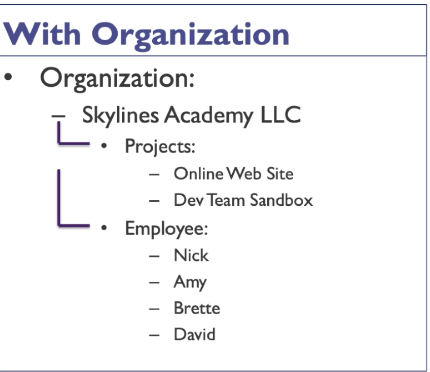 With Organization
• Organization:
– Skylines Academy LLC
• Projects:
– Online Web Site
– Dev Team Sandbox
• Employee:
– Nick
– Amy
– Brette
– David